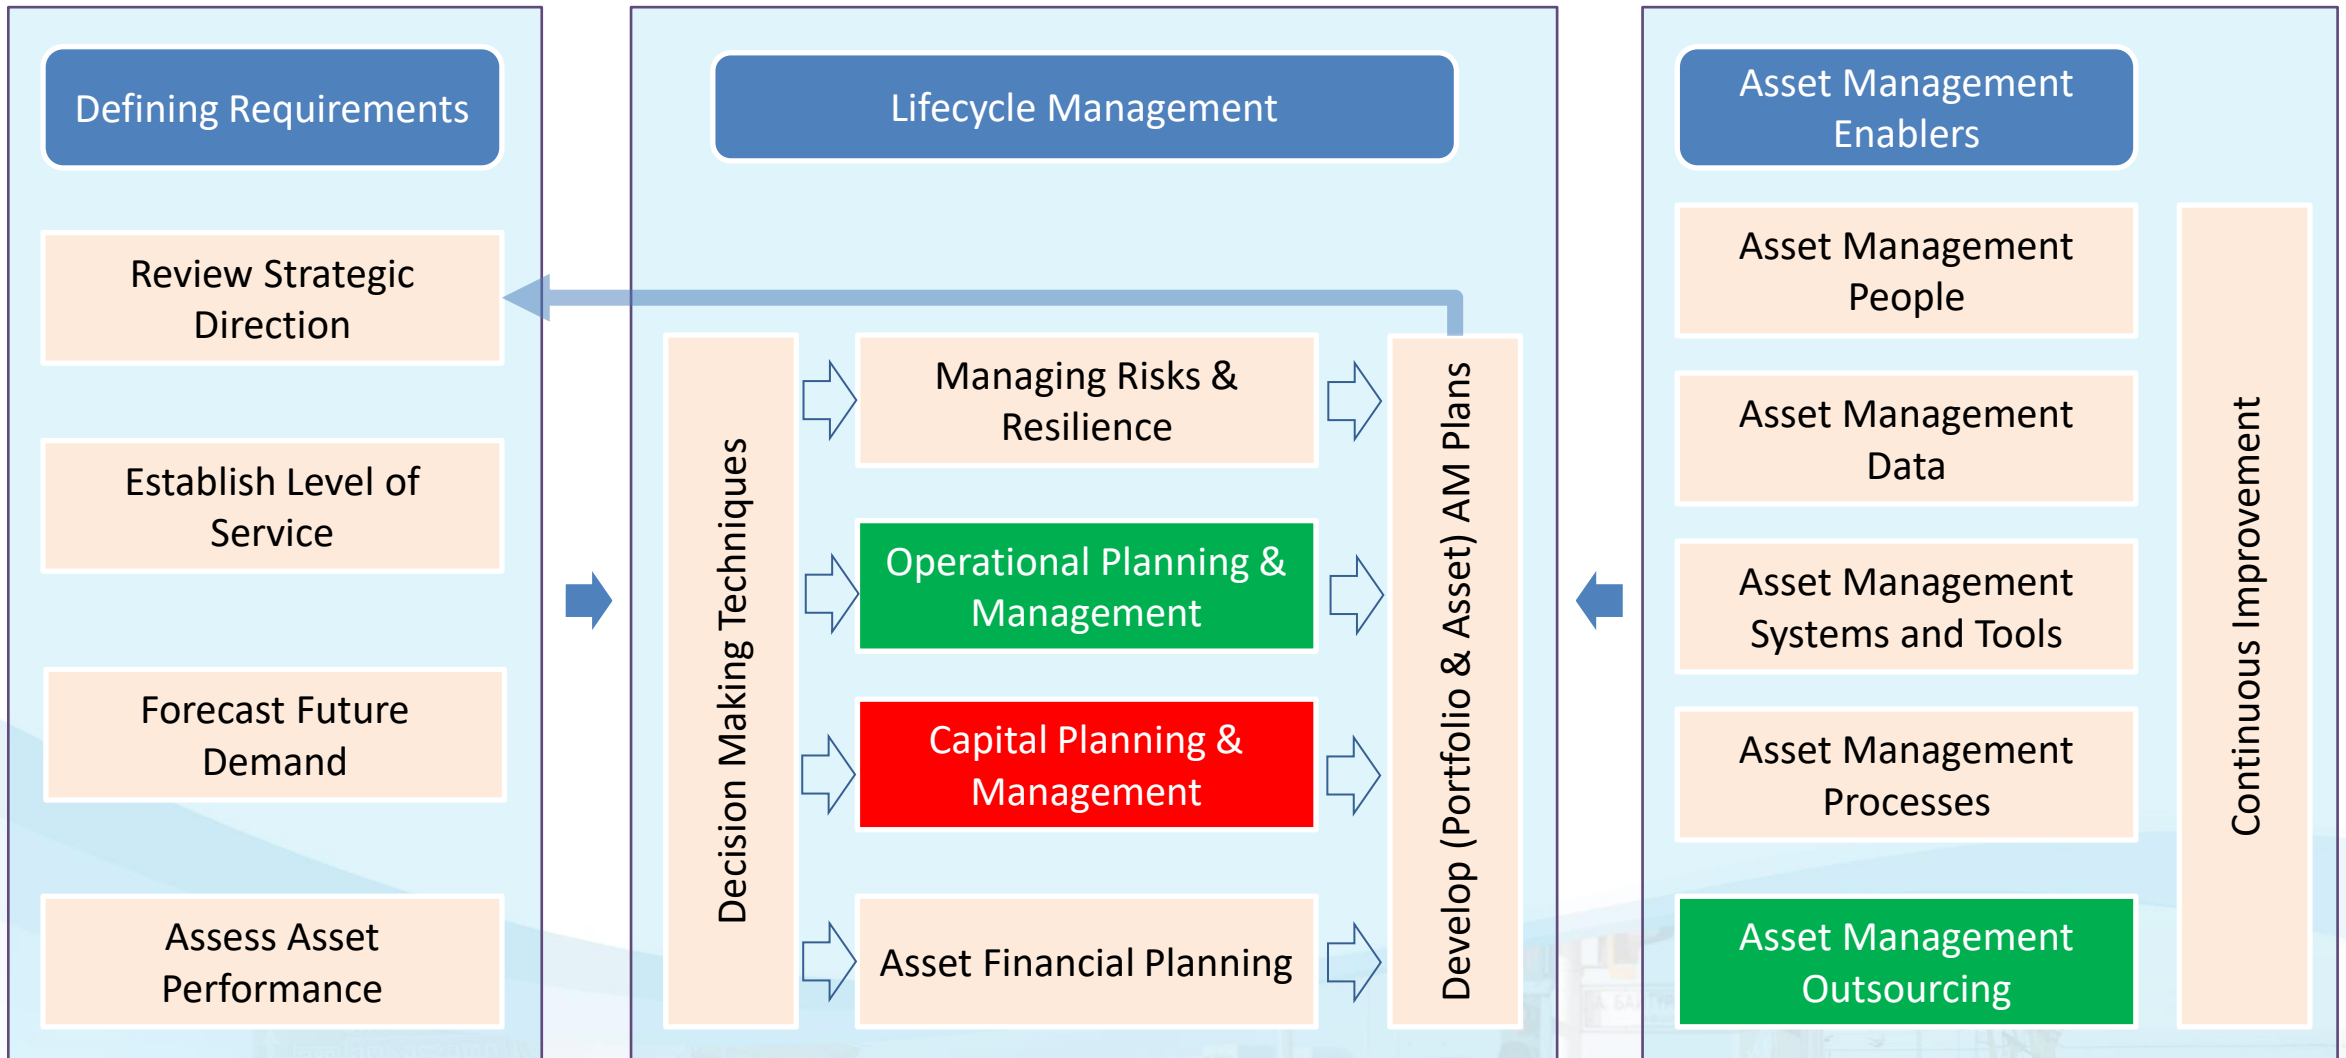 Defining Requirements
Review Strategic
Direction
Establish Level of
Service
Forecast Future
Demand
Assess Asset
Performance
Lifecycle Management
Decision Making Techniques
Managing Risks &
Resilience
Operational Planning &
Management
Capital Planning &
Management
Asset Financial Planning
Develop (Portfolio & Asset) AM Plans
Asset Management
Enablers
Asset Management
People
Asset Management
Data
Asset Management
Systems and Tools
Asset Management
Processes
Asset Management
Outsourcing
Continuous Improvement